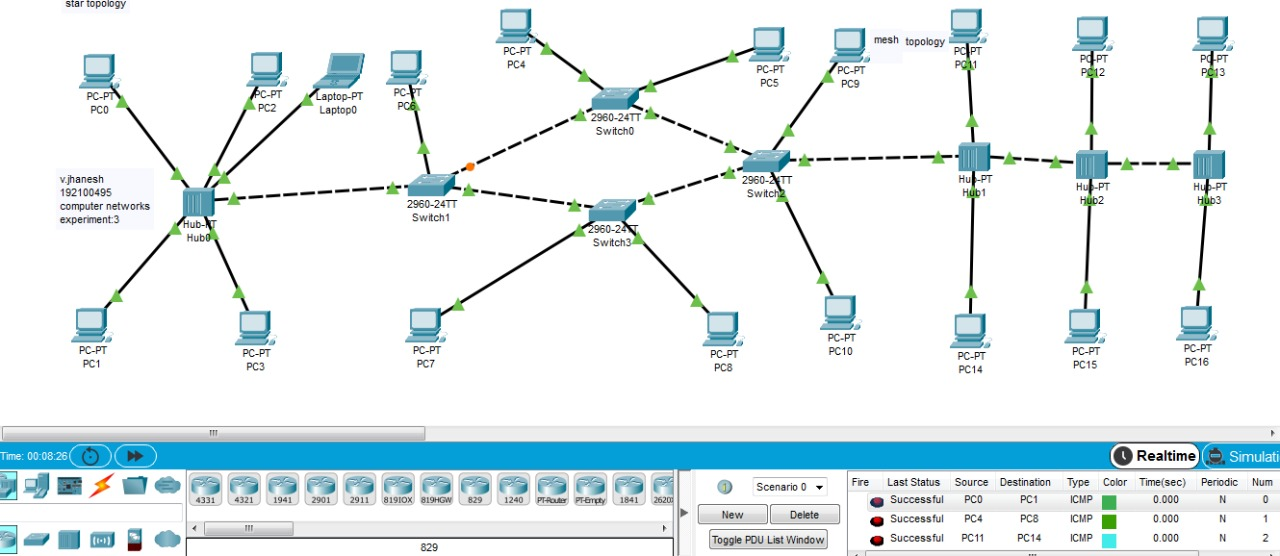 star topology
PC-PT
PC4
PC-PT
PC5
PC-PT
PC9
mesh topology
PC-PT
PC11
PC-PT
PC12
PC-PT
PC13
PC-PT
PC0
PC-PT
PC2
Laptop-PT
Laptop0
PC-PT
PC6
2960-24TT
Switch0
2960-24TT
Switch2
Hub-PT
Hub1
Hub-PT
Hub2
Hub-PT
Hub3
v.jhanesh
192100495
computer networks
experiment:3
Hub-PT
Hub0
2960-24TT
Switch1
2960-24TT
Switch3
PC-PT
PC1
PC-PT
PC3
PC-PT
PC7
PC-PT
PC8
PC-PT
PC10
PC-PT
PC14
PC-PT
PC15
PC-PT
PC16
Time: 00:08:26
Realtime
Simulati
4331 4321 1941 2901 2911 819IOX 819HGW 829 1240 PT-Router PT-Empty 1841 2620
829
Scenario 0
New Delete
Toggle PDU List Window
Fire Last Status Source Destination Type Color Time(sec) Periodic Num
Successful PC0 PC1 ICMP 0.000 N 0
Successful PC4 PC8 ICMP 0.000 N 1
Successful PC11 PC14 ICMP 0.000 N 2